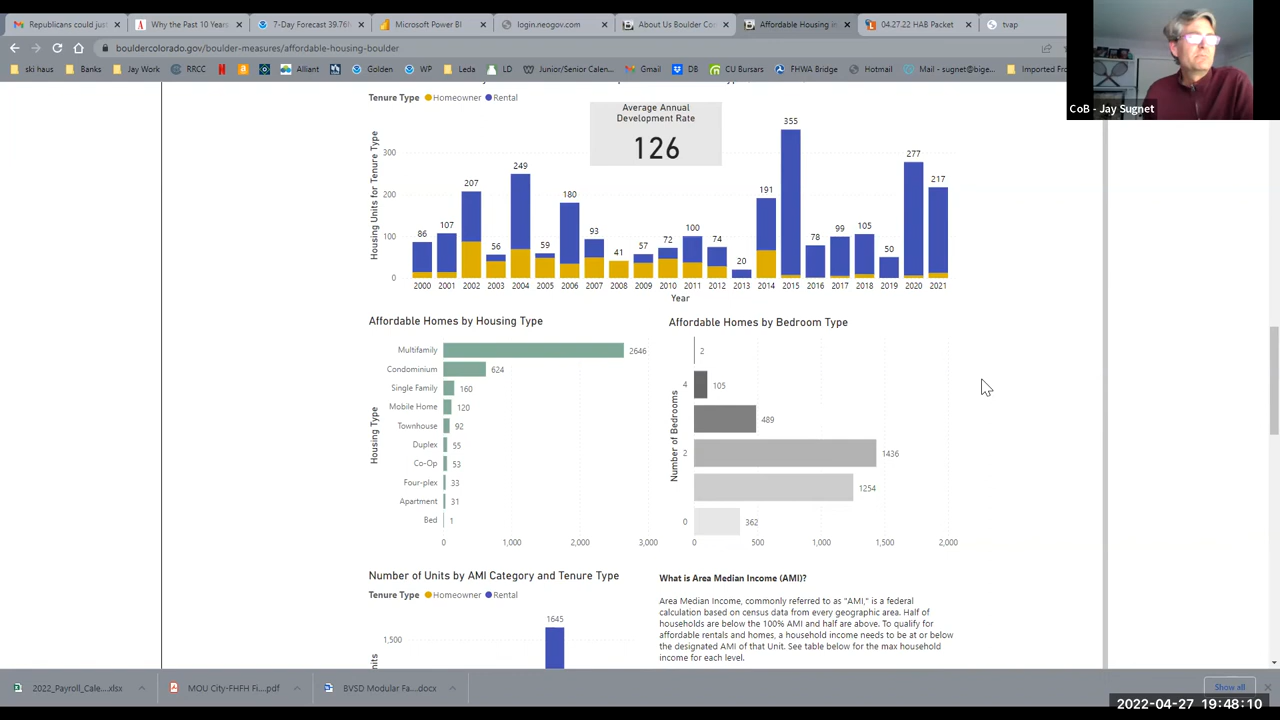 Republicans could just
Why the Past 10 Years
7-Day Forecast 39.76
Microsoft Power BI
login.neogov.com
About Us Boulder Co
Affordable Housing in
04.27.22 HAB Packet
tvap
bouldercolorado.gov/boulder-measures/affordable-housing-boulder
ski haus
Banks
Jay Work
RRCC
Alliant
Golden
WP
Leda
LD
Junior/Senior Calen...
Gmail
DB
CU Bursars
FHWA Bridge
Hotmail
Mail - sugnet@bige...
Imported Fro
CoB - Jay Sugnet
Tenure Type Homeowner Rental
Average Annual
Development Rate
126
Housing Units for Tenure Type
300
200
100
0
86 107 207 56 249 59 180 93 41 57 72 100 74 20 191 355 78 99 105 50 277 217
2000 2001 2002 2003 2004 2005 2006 2007 2008 2009 2010 2011 2012 2013 2014 2015 2016 2017 2018 2019 2020 2021
Year
Affordable Homes by Housing Type
Housing Type
Multifamily 2646
Condominium 624
Single Family 160
Mobile Home 120
Townhouse 92
Duplex 55
Co-Op 53
Four-plex 33
Apartment 31
Bed 1
0 1,000 2,000 3,000
Affordable Homes by Bedroom Type
Number of Bedrooms
2
4 105
489
2 1436
1254
0 362
0 500 1,000 1,500 2,000
Number of Units by AMI Category and Tenure Type
Tenure Type Homeowner Rental
1645
1,500
What is Area Median Income (AMI)?
Area Median Income, commonly referred to as "AMI," is a federal
calculation based on census data from every geographic area. Half of
households are below the 100% AMI and half are above. To qualify for
affordable rentals and homes, a household income needs to be at or below
the designated AMI of that Unit. See table below for the max household
income for each level.
2022_Payroll_Cale....xlsx
MOU City-FHFH Fi....pdf
BVSD Modular Fa....docx
Show all
2022-04-27 19:48:10